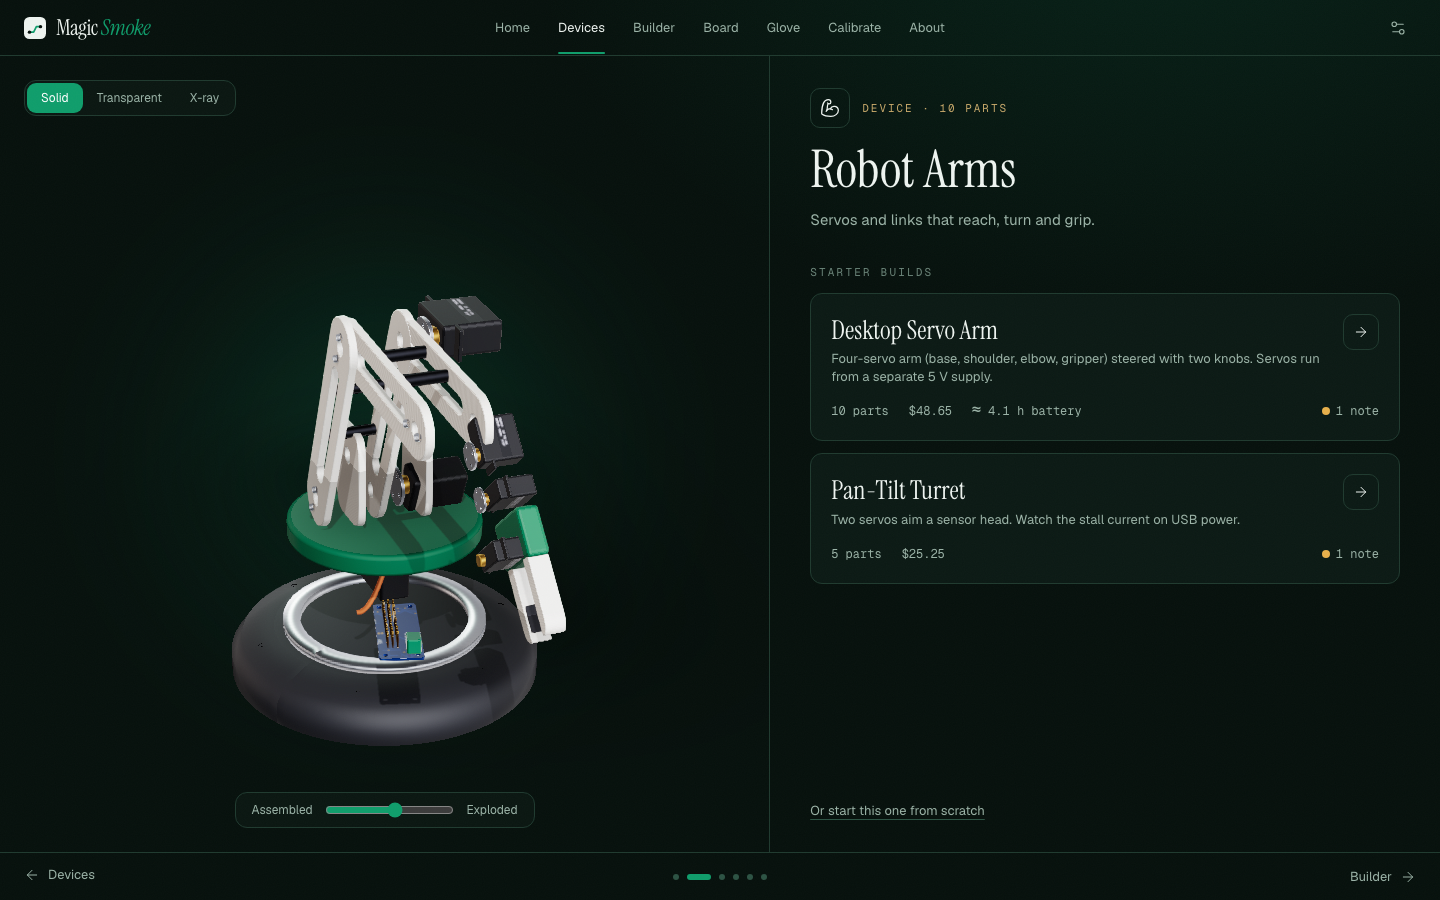 Magic Smoke
Home
Devices
Builder
Board
Glove
Calibrate
About
Solid
Transparent
X-ray
DEVICE · 10 PARTS
Robot Arms
Servos and links that reach, turn and grip.
STARTER BUILDS
Desktop Servo Arm
Four-servo arm (base, shoulder, elbow, gripper) steered with two knobs. Servos run
from a separate 5 V supply.
10 parts $48.65 ≈ 4.1 h battery 1 note
Pan-Tilt Turret
Two servos aim a sensor head. Watch the stall current on USB power.
5 parts $25.25 1 note
Assembled
Exploded
Or start this one from scratch
Devices
Builder